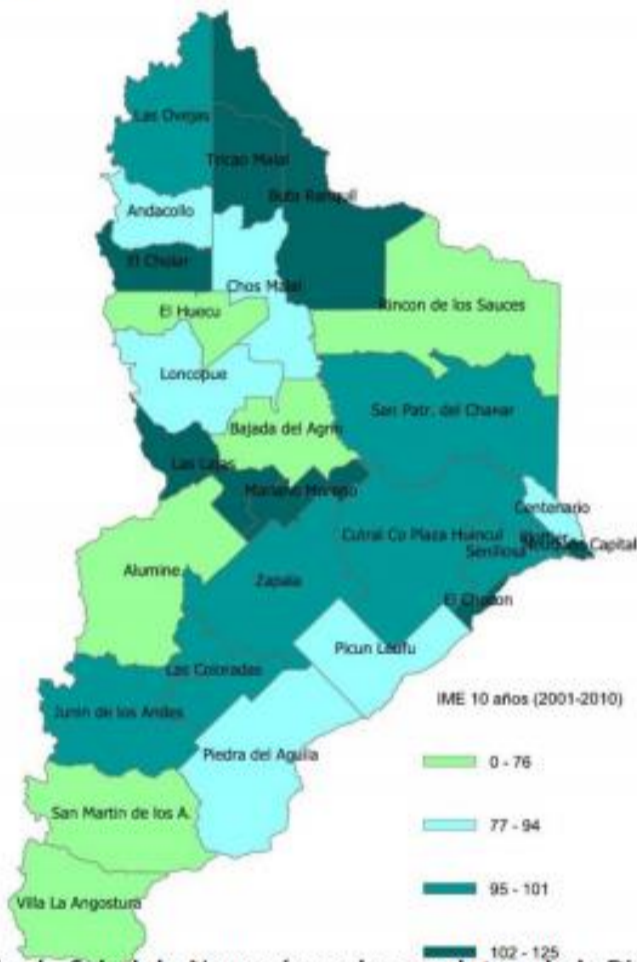 Las Ovejas
Tricao Malal
Buta Ranquil
Andacollo
El Cholar
Chos Malal
Rincon de los Sauces
El Huecu
Loncopue
San Patr. del Chanar
Bajada del Agrio
Las Lajas
Mariano Moreno
Centenario
Cutral Co Plaza Huincul
Capital
Senillosa
Alumine
Zapala
El Chocon
Picun Leufu
Las Coloradas
IME 10 años (2001-2010)
Junin de los Andes
Piedra del Aguila
0 - 76
San Martin de los A.
77 - 94
95 - 101
Villa La Angostura
102 - 125